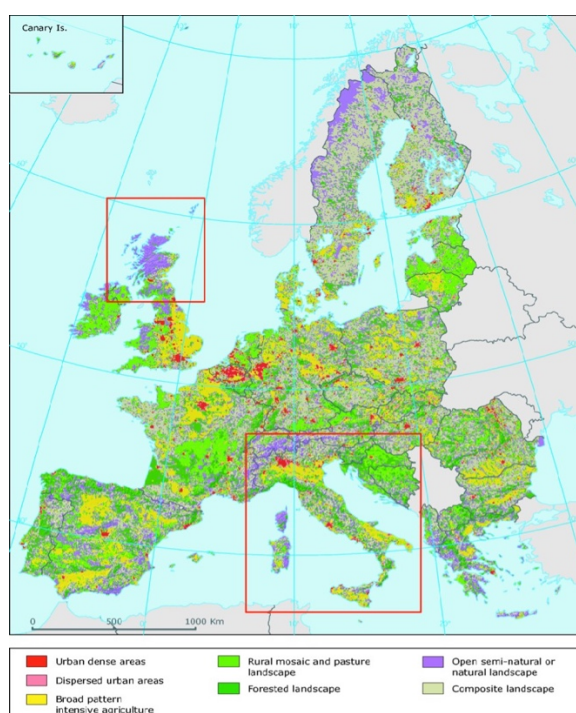 Canary Is.
0 500 1000 Km
Urban dense areas
Dispersed urban areas
Broad pattern
intensive agriculture
Rural mosaic and pasture
landscape
Forested landscape
Open semi-natural or
natural landscape
Composite landscape